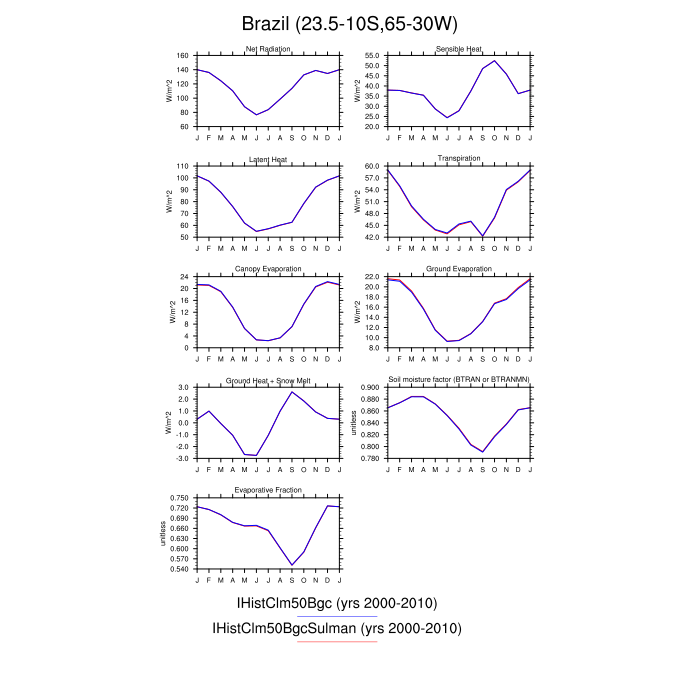 Brazil (23.5-10S,65-30W)
Net Radiation
W/m^2
160
140
120
100
80
60
J F M A M J J A S O N D J
Sensible Heat
W/m^2
55.0
50.0
45.0
40.0
35.0
30.0
25.0
20.0
J F M A M J J A S O N D J
Latent Heat
W/m^2
110
100
90
80
70
60
50
J F M A M J J A S O N D J
Transpiration
W/m^2
60.0
57.0
54.0
51.0
48.0
45.0
42.0
J F M A M J J A S O N D J
Canopy Evaporation
W/m^2
24
20
16
12
8
4
0
J F M A M J J A S O N D J
Ground Evaporation
W/m^2
22.0
20.0
18.0
16.0
14.0
12.0
10.0
8.0
J F M A M J J A S O N D J
Ground Heat + Snow Melt
W/m^2
3.0
2.0
1.0
0.0
-1.0
-2.0
-3.0
J F M A M J J A S O N D J
Soil moisture factor (BTRAN or BTRANMN)
unitless
0.900
0.880
0.860
0.840
0.820
0.800
0.780
J F M A M J J A S O N D J
Evaporative Fraction
unitless
0.750
0.720
0.690
0.660
0.630
0.600
0.570
0.540
J F M A M J J A S O N D J
IHistClm50Bgc (yrs 2000-2010)
IHistClm50BgcSulman (yrs 2000-2010)